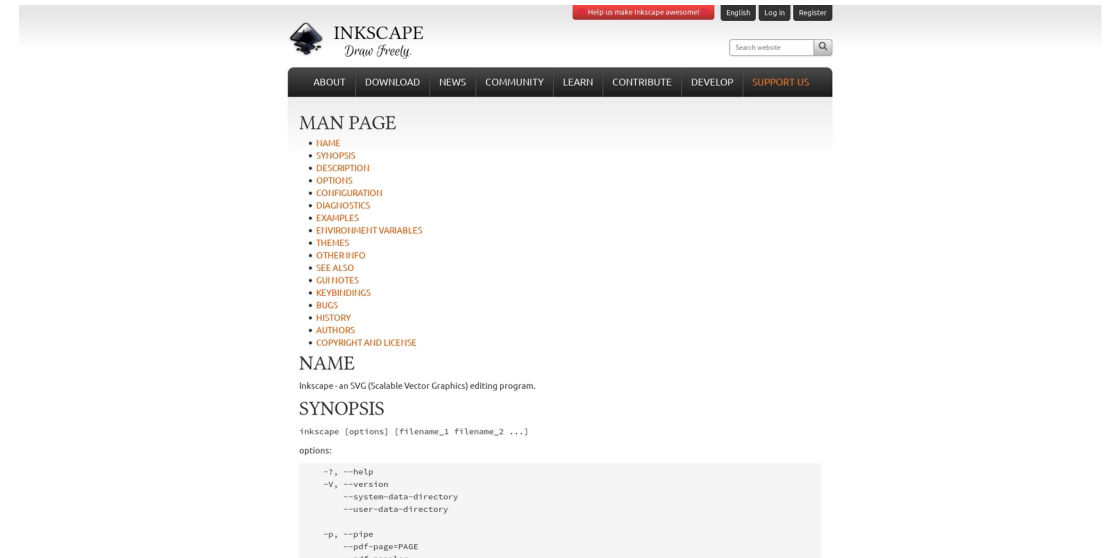 Help us make Inkscape awesome!
English
Log in
Register
INKSCAPE
Draw Freely.
Search website
ABOUT
DOWNLOAD
NEWS
COMMUNITY
LEARN
CONTRIBUTE
DEVELOP
SUPPORT US
MAN PAGE
• NAME
• SYNOPSIS
• DESCRIPTION
• OPTIONS
• CONFIGURATION
• DIAGNOSTICS
• EXAMPLES
• ENVIRONMENT VARIABLES
• THEMES
• OTHER INFO
• SEE ALSO
• GUI NOTES
• KEYBINDINGS
• BUGS
• HISTORY
• AUTHORS
• COPYRIGHT AND LICENSE
NAME
Inkscape - an SVG (Scalable Vector Graphics) editing program.
SYNOPSIS
inkscape [options] [filename_1 filename_2 ...]
options:
-?, --help
-V, --version
--system-data-directory
--user-data-directory
-p, --pipe
--pdf-page=PAGE